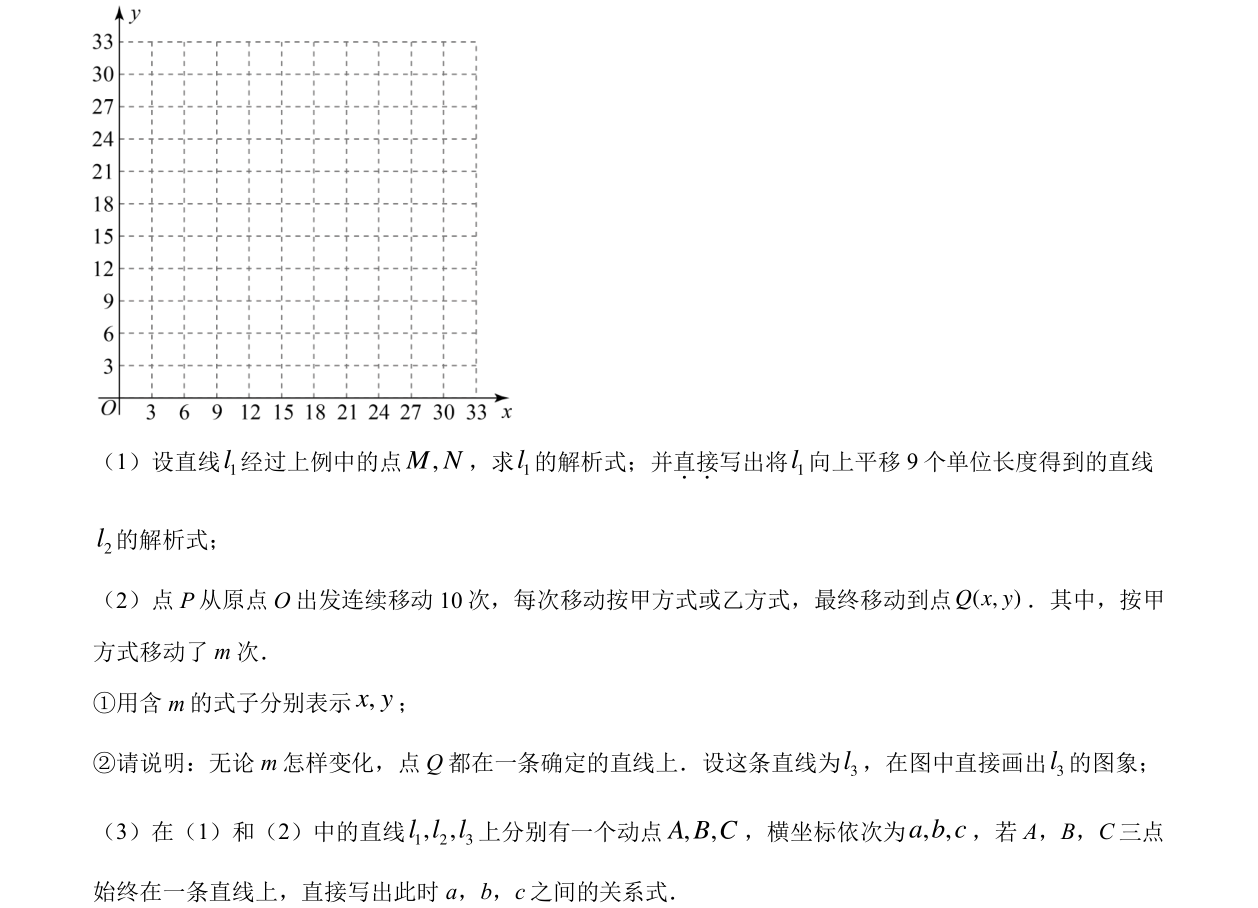 y
33
30
27
24
21
18
15
12
9
6
3
O 3 6 9 12 15 18 21 24 27 30 33 x
（1）设直线l₁经过上例中的点M,N，求l₁的解析式；并直接写出将l₁向上平移9个单位长度得到的直线
l₂的解析式；
（2）点P从原点O出发连续移动10次，每次移动按甲方式或乙方式，最终移动到点Q(x,y)．其中，按甲
方式移动了m次．
①用含m的式子分别表示x,y；
②请说明：无论m怎样变化，点Q都在一条确定的直线上．设这条直线为l₃，在图中直接画出l₃的图象；
（3）在（1）和（2）中的直线l₁,l₂,l₃上分别有一个动点A,B,C，横坐标依次为a,b,c，若A，B，C三点
始终在一条直线上，直接写出此时a，b，c之间的关系式．